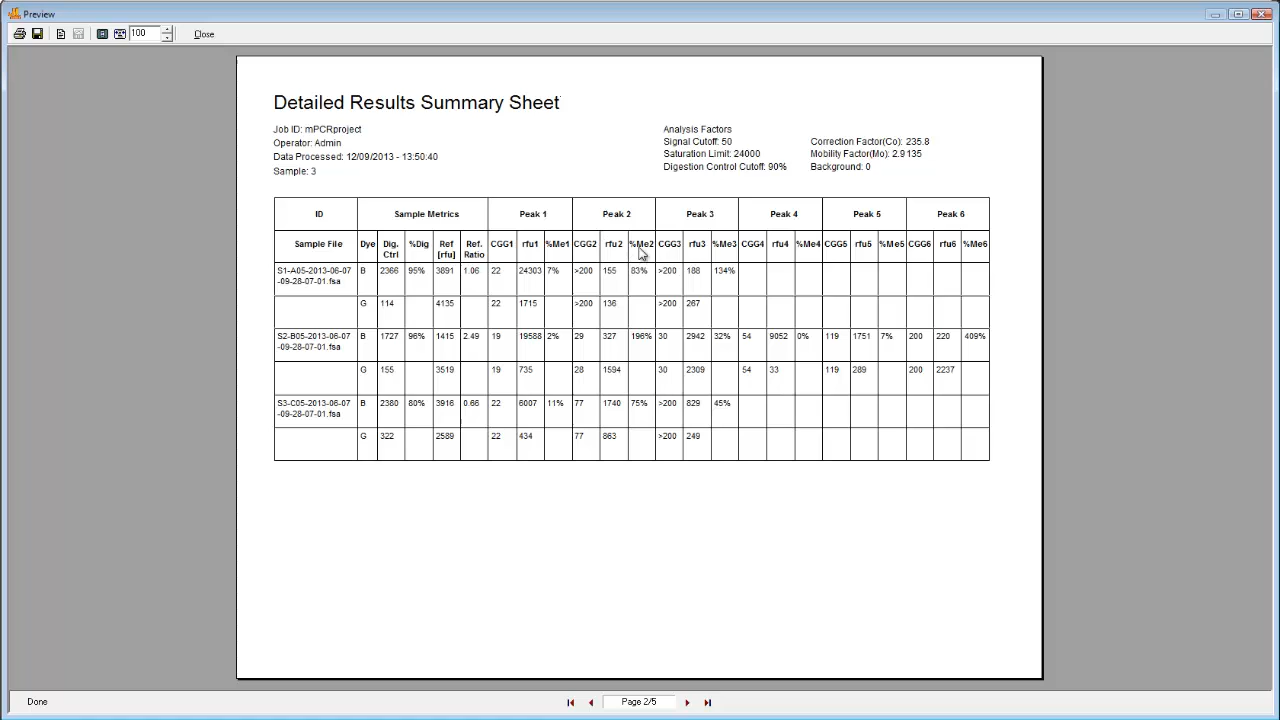 Preview
100 Close
Detailed Results Summary Sheet
Job ID: mPCRproject
Operator: Admin
Data Processed: 12/09/2013 - 13:50:40
Sample: 3
Analysis Factors
Signal Cutoff: 50
Saturation Limit: 24000
Digestion Control Cutoff: 90%
Correction Factor(Co): 235.8
Mobility Factor(Mo): 2.9135
Background: 0
ID Sample Metrics Peak 1 Peak 2 Peak 3 Peak 4 Peak 5 Peak 6
Sample File Dye Dig. Ctrl %Dig Ref [rfu] Ref. Ratio CGG1 rfu1 %Me1 CGG2 rfu2 %Me2 CGG3 rfu3 %Me3 CGG4 rfu4 %Me4 CGG5 rfu5 %Me5 CGG6 rfu6 %Me6
S1-A05-2013-06-07 B 2366 95% 3891 1.06 22 24303 7% >200 155 83% >200 188 134%
-09-28-07-01.fsa
G 114 4135 22 1715 >200 136 >200 267
S2-B05-2013-06-07 B 1727 96% 1415 2.49 19 19588 2% 29 327 196% 30 2942 32% 54 9052 0% 119 1751 7% 200 220 409%
-09-28-07-01.fsa
G 155 3519 19 735 28 1594 30 2309 54 33 119 289 200 2237
S3-C05-2013-06-07 B 2380 80% 3916 0.66 22 6007 11% 77 1740 75% >200 829 45%
-09-28-07-01.fsa
G 322 2589 22 434 77 863 >200 249
Done Page 2/5